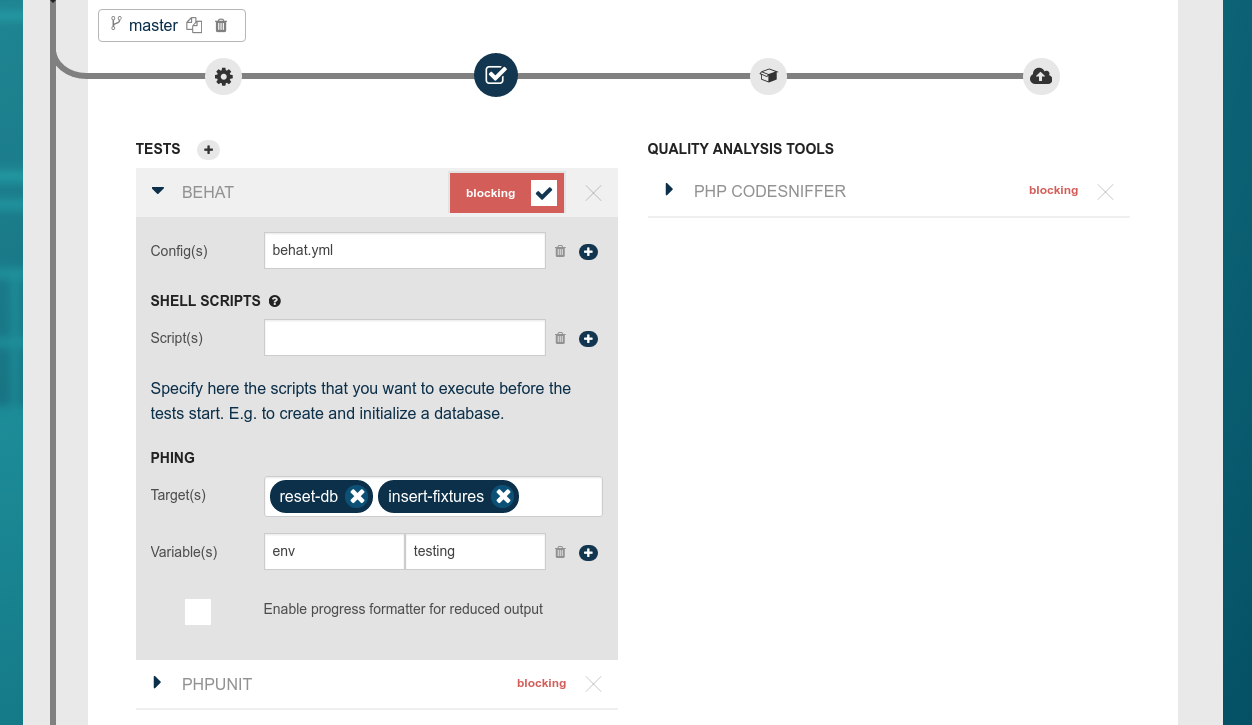 master
TESTS
BEHAT
blocking
Config(s)
behat.yml
SHELL SCRIPTS
Script(s)
Specify here the scripts that you want to execute before the
tests start. E.g. to create and initialize a database.
PHING
Target(s)
reset-db insert-fixtures
Variable(s)
env testing
Enable progress formatter for reduced output
PHPUNIT
blocking
QUALITY ANALYSIS TOOLS
PHP CODESNIFFER
blocking